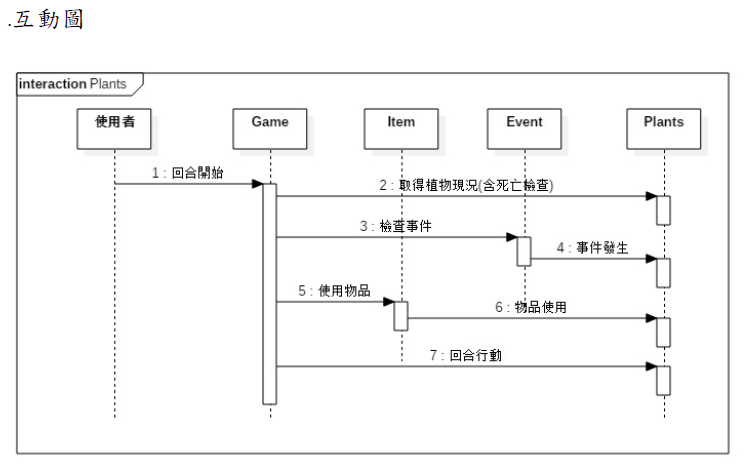 .互動圖
interaction Plants
使用者 Game Item Event Plants
1 : 回合開始
2 : 取得植物現況(含死亡檢查)
3 : 檢查事件
4 : 事件發生
5 : 使用物品
6 : 物品使用
7 : 回合行動